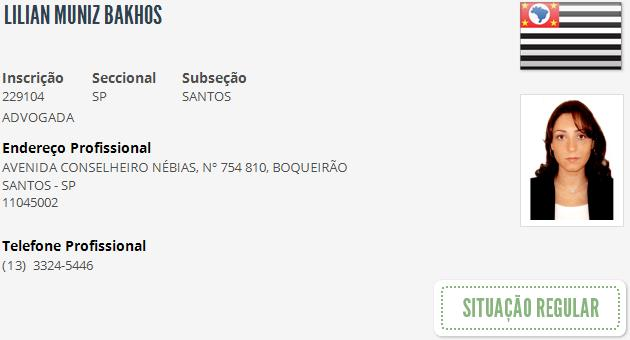 LILIAN MUNIZ BAKHOS
Inscrição Seccional Subseção
229104 SP SANTOS
ADVOGADA
Endereço Profissional
AVENIDA CONSELHEIRO NÉBIAS, Nº 754 810, BOQUEIRÃO
SANTOS - SP
11045002
Telefone Profissional
(13) 3324-5446
SITUAÇÃO REGULAR